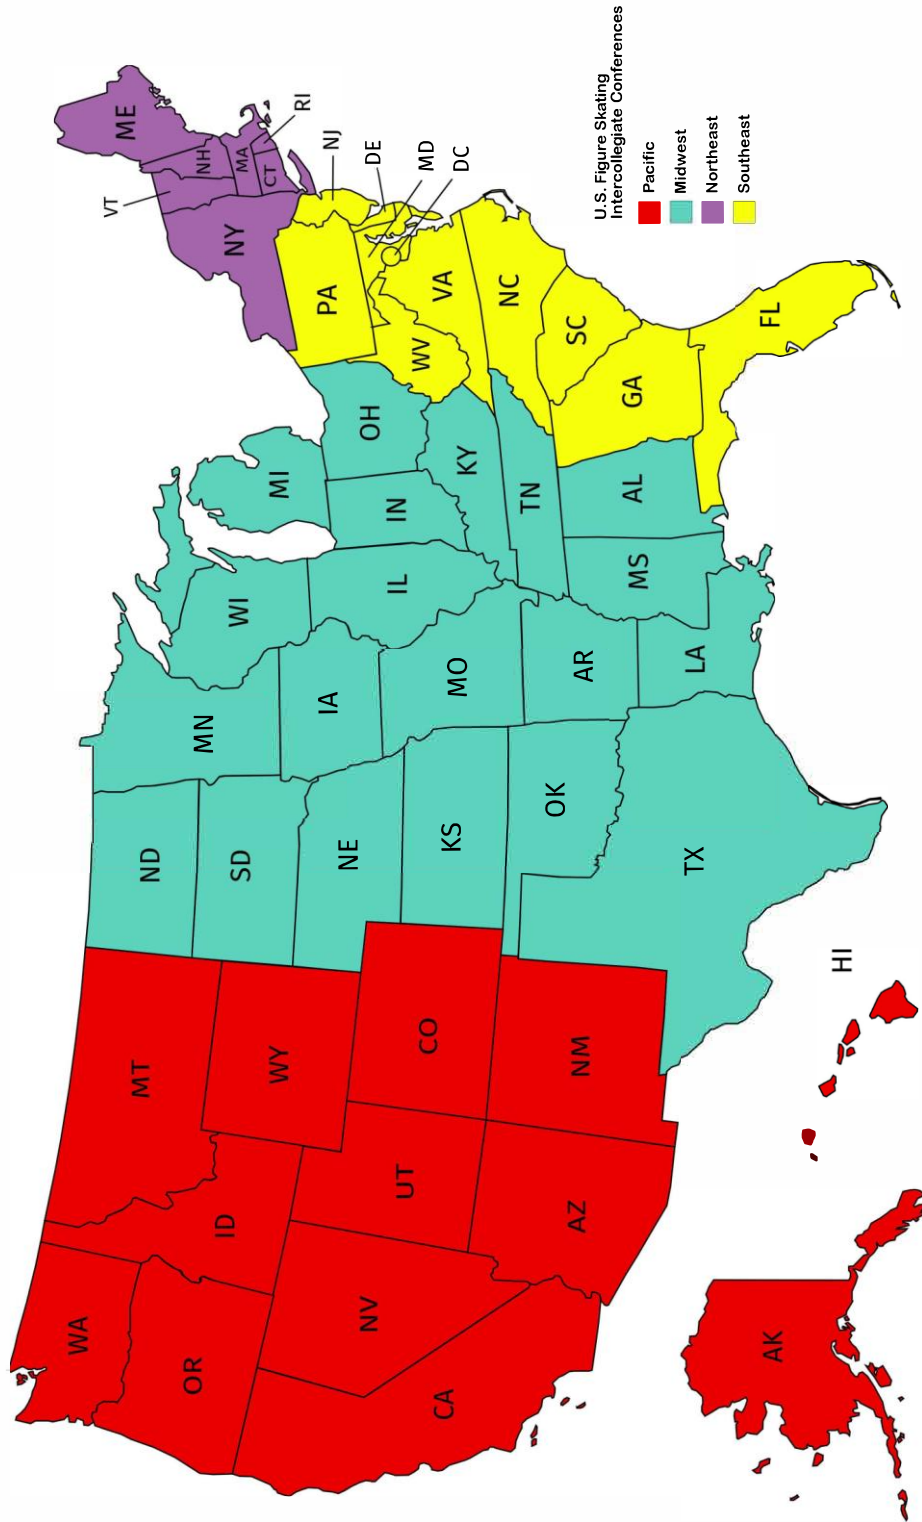 ME
VT
NH
MA
RI
CT
NY
NJ
PA
DE
MD
DC
VA
WV
NC
SC
GA
FL
OH
MI
IN
KY
TN
AL
MS
WI
IL
MN
IA
MO
AR
LA
ND
SD
NE
KS
OK
TX
MT
WY
CO
NM
ID
UT
AZ
WA
OR
NV
CA
AK
HI
U.S. Figure Skating
Intercollegiate Conferences
Pacific
Midwest
Northeast
Southeast